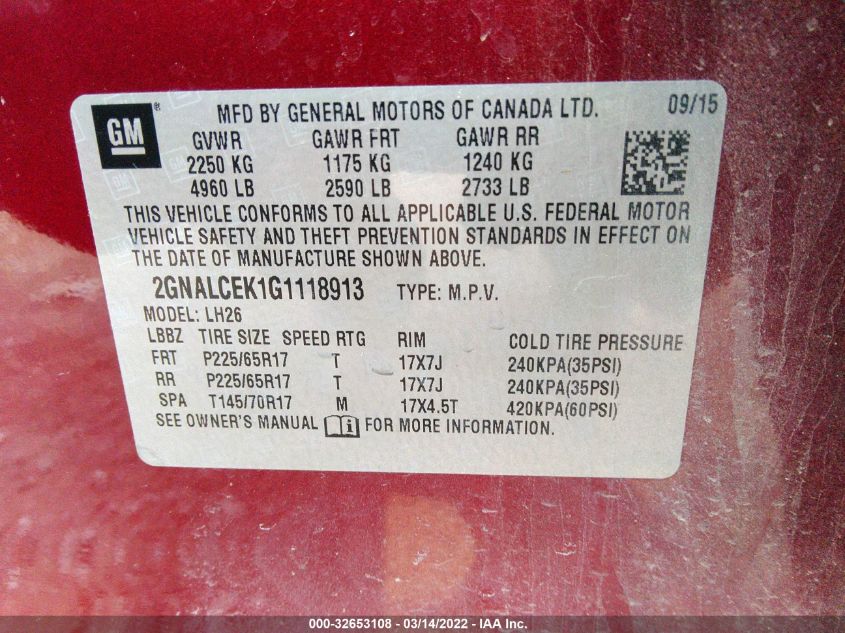 GM ® MFD BY GENERAL MOTORS OF CANADA LTD. 09/15
GVWR GAWR FRT GAWR RR
2250 KG 1175 KG 1240 KG
4960 LB 2590 LB 2733 LB
THIS VEHICLE CONFORMS TO ALL APPLICABLE U.S. FEDERAL MOTOR
VEHICLE SAFETY AND THEFT PREVENTION STANDARDS IN EFFECT ON
THE DATE OF MANUFACTURE SHOWN ABOVE.
2GNALCEK1G1118913 TYPE: M.P.V.
MODEL: LH26
LBBZ TIRE SIZE SPEED RTG RIM COLD TIRE PRESSURE
FRT P225/65R17 T 17X7J 240KPA(35PSI)
RR P225/65R17 T 17X7J 240KPA(35PSI)
SPA T145/70R17 M 17X4.5T 420KPA(60PSI)
SEE OWNER'S MANUAL FOR MORE INFORMATION.
000-32653108 - 03/14/2022 - IAA Inc.